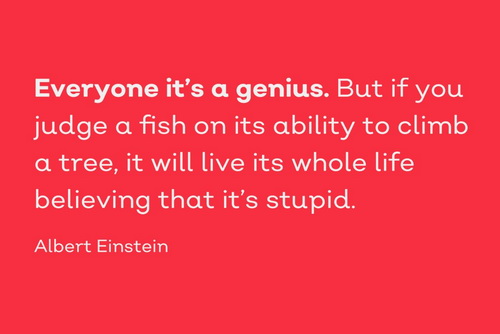 Everyone it’s a genius. But if you
judge a fish on its ability to climb
a tree, it will live its whole life
believing that it’s stupid.
Albert Einstein